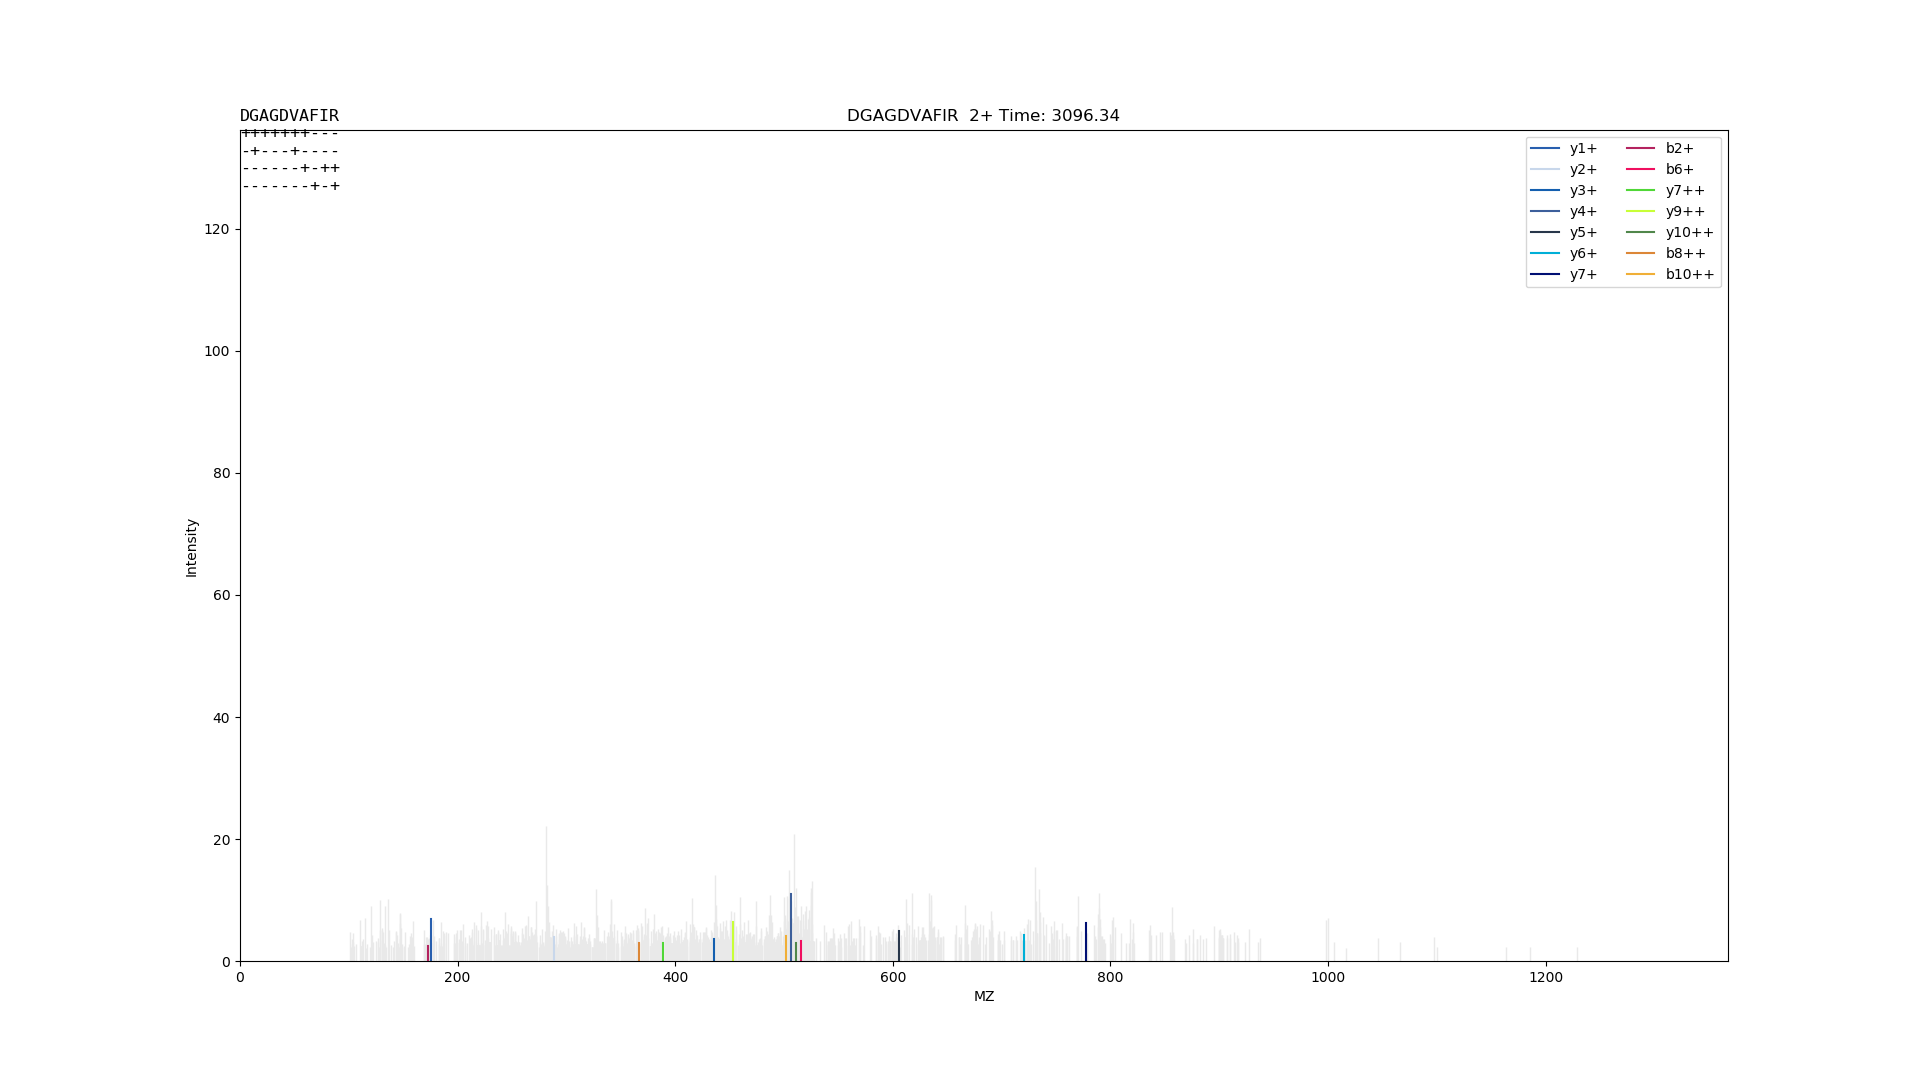 DGAGDVAFIR
DGAGDVAFIR  2+ Time: 3096.34
+++++++---
-+---+----
------+-++
-------+-+
y1+
y2+
y3+
y4+
y5+
y6+
y7+
b2+
b6+
y7++
y9++
y10++
b8++
b10++
120
100
80
60
40
20
0
Intensity
0 200 400 600 800 1000 1200
MZ